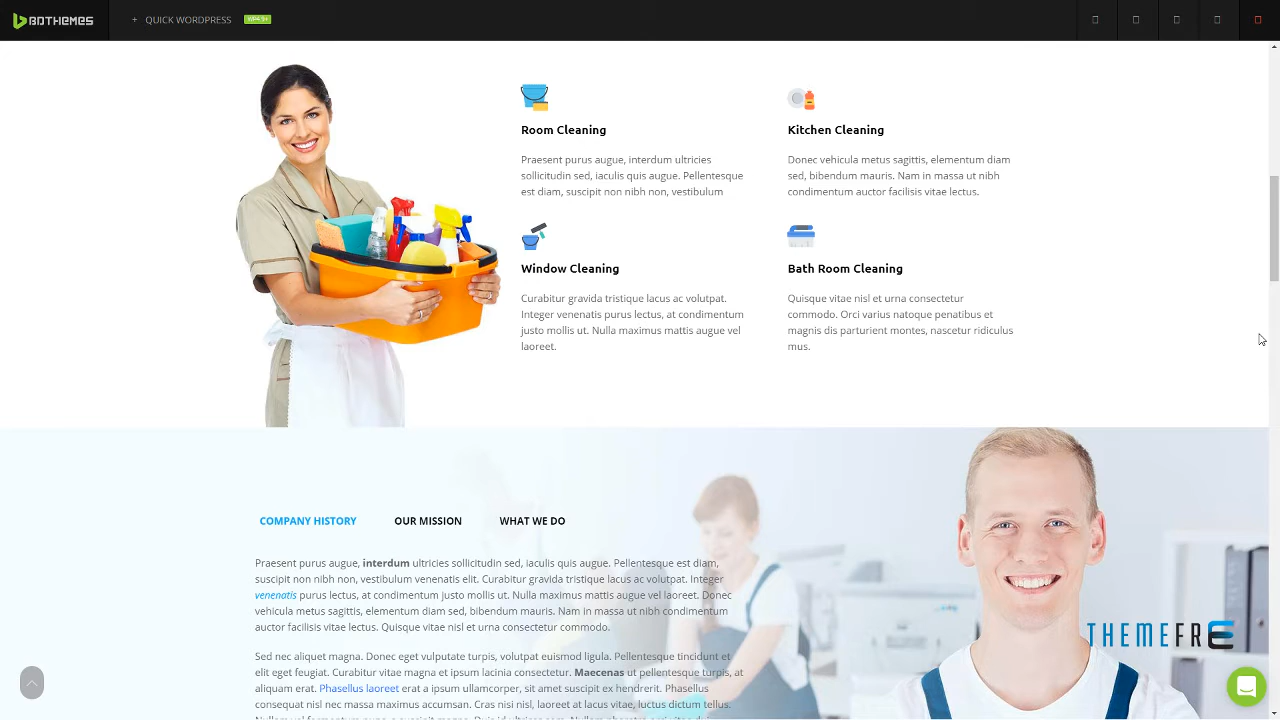 BDTHEMES
+ QUICK WORDPRESS WP4.9+
Room Cleaning
Praesent purus augue, interdum ultricies
sollicitudin sed, iaculis quis augue. Pellentesque
est diam, suscipit non nibh non, vestibulum
Kitchen Cleaning
Donec vehicula metus sagittis, elementum diam
sed, bibendum mauris. Nam in massa ut nibh
condimentum auctor facilisis vitae lectus.
Window Cleaning
Curabitur gravida tristique lacus ac volutpat.
Integer venenatis purus lectus, at condimentum
justo mollis ut. Nulla maximus mattis augue vel
laoreet.
Bath Room Cleaning
Quisque vitae nisl et urna consectetur
commodo. Orci varius natoque penatibus et
magnis dis parturient montes, nascetur ridiculus
mus.
COMPANY HISTORY OUR MISSION WHAT WE DO
Praesent purus augue, interdum ultricies sollicitudin sed, iaculis quis augue. Pellentesque est diam,
suscipit non nibh non, vestibulum venenatis elit. Curabitur gravida tristique lacus ac volutpat. Integer
venenatis purus lectus, at condimentum justo mollis ut. Nulla maximus mattis augue vel laoreet. Donec
vehicula metus sagittis, elementum diam sed, bibendum mauris. Nam in massa ut nibh condimentum
auctor facilisis vitae lectus. Quisque vitae nisl et urna consectetur commodo.
Sed nec aliquet magna. Donec eget vulputate turpis, volutpat euismod ligula. Pellentesque tincidunt et
elit eget feugiat. Curabitur vitae magna et ipsum lacinia consectetur. Maecenas ut pellentesque turpis, at
aliquam erat. Phasellus laoreet erat a ipsum ullamcorper, sit amet suscipit ex hendrerit. Phasellus
consequat nisl nec massa maximus accumsan. Cras nisi nisl, laoreet at lacus vitae, luctus dictum tellus.
THEMEFRE